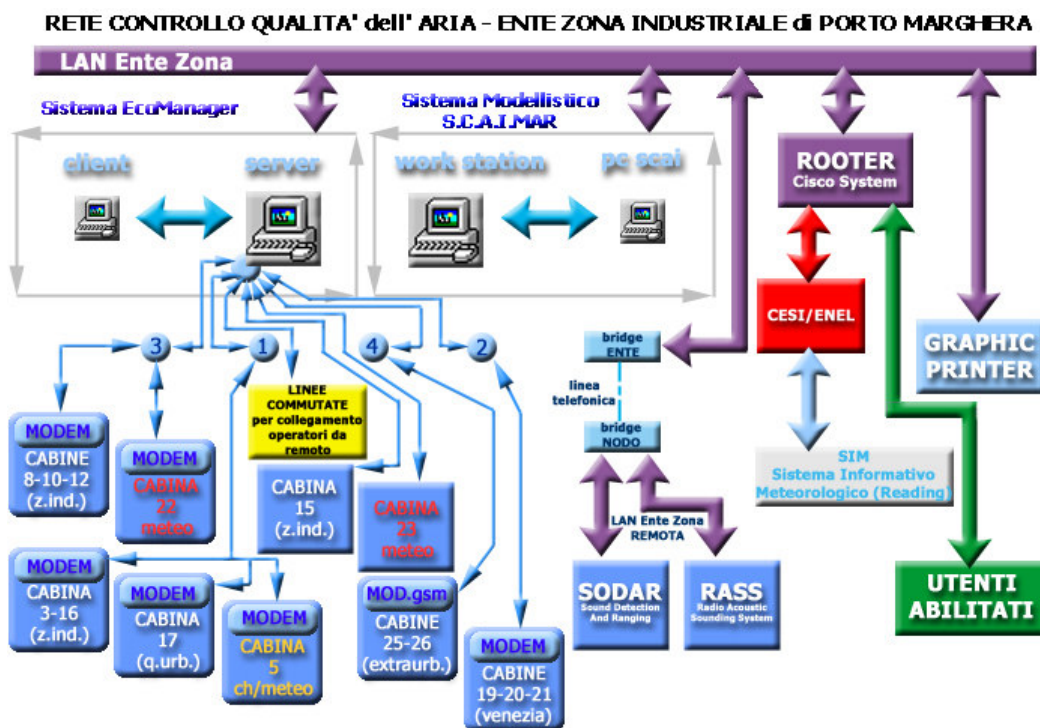 RETE CONTROLLO QUALITA' dell' ARIA - ENTE ZONA INDUSTRIALE di PORTO MARGHERA
LAN Ente Zona
Sistema EcoManager
Sistema Modellistico
S.C.A.I.MAR
client
server
work station
pc scai
ROOTER
Cisco System
CESI/ENEL
GRAPHIC
PRINTER
3
1
4
2
bridge
ENTE
linea
telefonica
bridge
NODO
LINEE
COMMUTATE
per collegamento
operatori da
remoto
MODEM
CABINE
8-10-12
(z.ind.)
MODEM
CABINA
22
meteo
CABINA
15
(z.ind.)
CABINA
23
meteo
SIM
Sistema Informativo
Meteorologico (Reading)
LAN Ente Zona
REMOTA
MODEM
CABINA
3-16
(z.ind.)
MODEM
CABINA
17
(q.urb.)
MODEM
CABINA
5
ch/meteo
MOD.gsm
CABINE
25-26
(extraurb.)
MODEM
CABINE
19-20-21
(venezia)
SODAR
Sound Detection
And Ranging
RASS
Radio Acoustic
Sounding System
UTENTI
ABILITATI